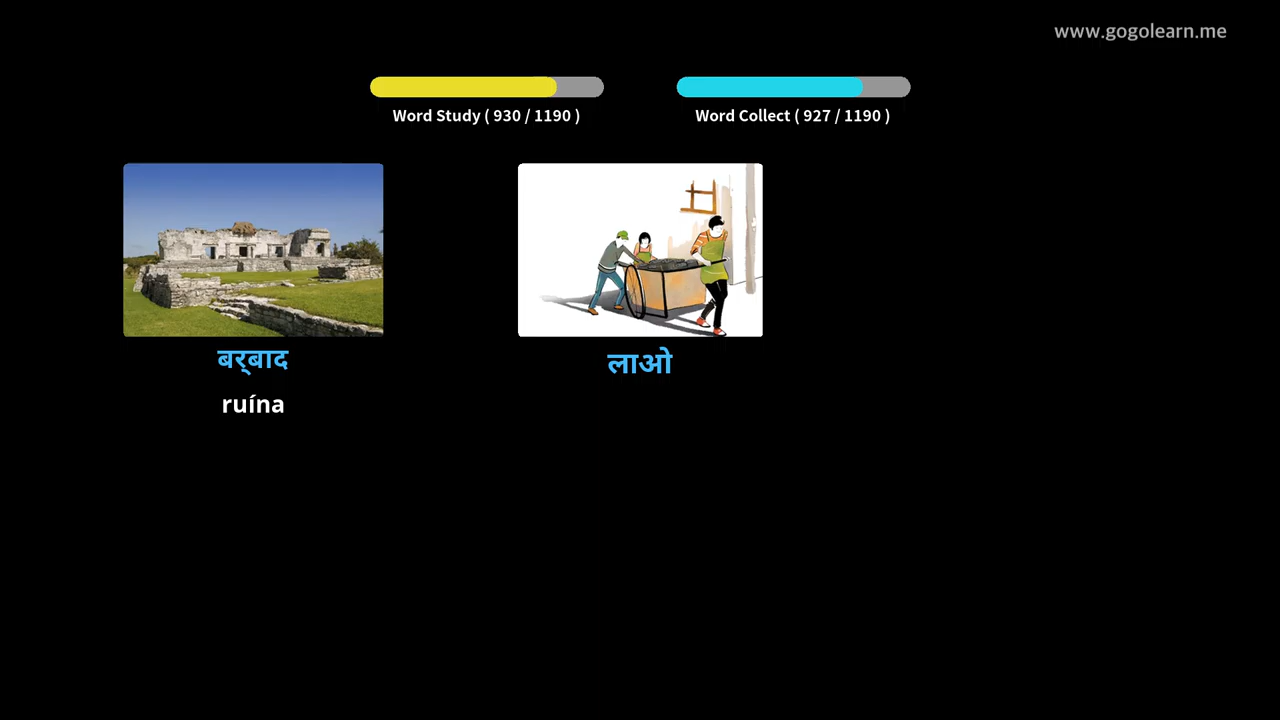 www.gogolearn.me
Word Study ( 930 / 1190 )
Word Collect ( 927 / 1190 )
बर्‌बाद
लाओ
ruína